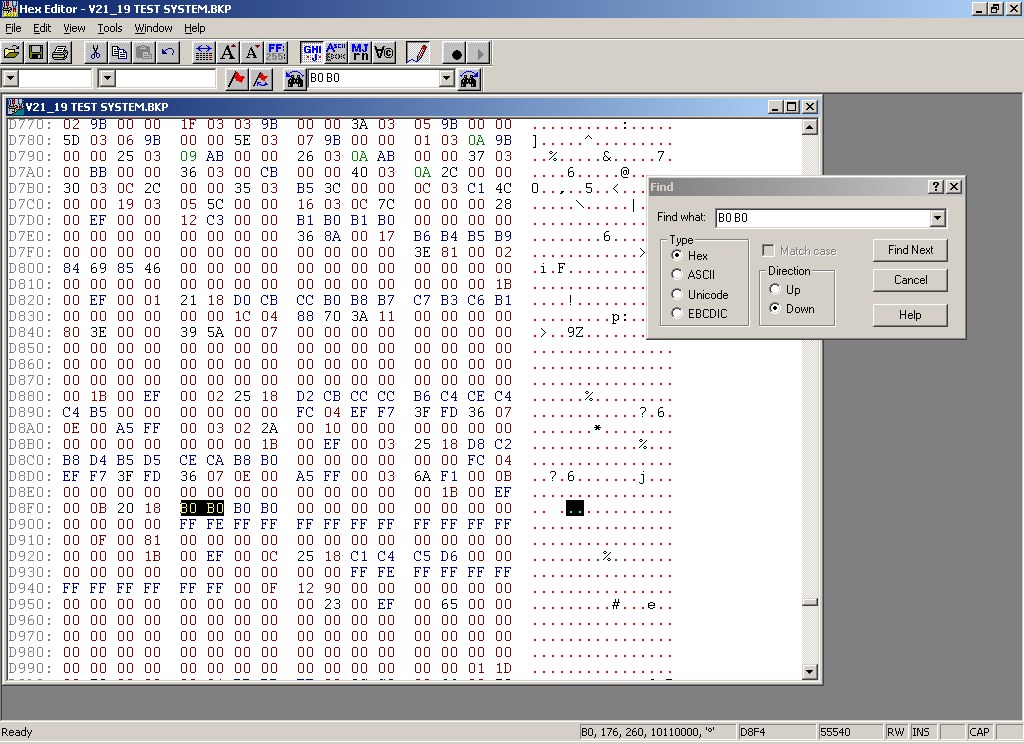 Hex Editor - V21_19 TEST SYSTEM.BKP
File Edit View Tools Window Help
B0 B0
V21_19 TEST SYSTEM.BKP
D770: 02 9B 00 00 1F 03 03 9B 00 00 3A 03 05 9B 00 00 ..........:.....
D780: 5D 03 06 9B 00 00 5E 03 07 9B 00 00 01 03 0A 9B ].....^.........
D790: 00 00 25 03 09 AB 00 00 26 03 0A AB 00 00 37 03 ..%.....&.....7.
D7A0: 00 BB 00 00 36 03 00 CB 00 00 40 03 0A 2C 00 00 ....6.....@..,..
D7B0: 30 03 0C 2C 00 00 35 03 B5 3C 00 00 0C 03 C1 4C 0..,..5..<.....L
D7C0: 00 00 19 03 05 5C 00 00 16 03 0C 7C 00 00 00 28 .....\.....|...(
D7D0: 00 EF 00 00 12 C3 00 00 B1 B0 B1 B0 00 00 00 00 ................
D7E0: 00 00 00 00 00 00 00 00 36 8A 00 17 B6 B4 B5 B9 ........6.......
D7F0: 00 00 00 00 00 00 00 00 00 00 00 00 3E 81 00 02 ............>...
D800: 84 69 85 46 00 00 00 00 00 00 00 00 00 00 00 00 .i.F............
D810: 00 00 00 00 00 00 00 00 00 00 00 00 00 00 00 1B ................
D820: 00 EF 00 01 21 18 D0 CB CC B0 B8 B7 C7 B3 C6 B1 ....!...........
D830: 00 00 00 00 00 00 1C 04 88 70 3A 11 00 00 00 00 .........p:.....
D840: 80 3E 00 00 39 5A 00 07 00 00 00 00 00 00 00 00 .>..9Z..........
D850: 00 00 00 00 00 00 00 00 00 00 00 00 00 00 00 00 ................
D860: 00 00 00 00 00 00 00 00 00 00 00 00 00 00 00 00 ................
D870: 00 00 00 00 00 00 00 00 00 00 00 00 00 00 00 00 ................
D880: 00 1B 00 EF 00 02 25 18 D2 CB CC CC B6 C4 CE C4 ......%.........
D890: C4 B5 00 00 00 00 00 00 FC 04 EF F7 3F FD 36 07 ............?.6.
D8A0: 0E 00 A5 FF 00 03 02 2A 00 10 00 00 00 00 00 00 .......*........
D8B0: 00 00 00 00 00 00 00 1B 00 EF 00 03 25 18 D8 C2 ............%...
D8C0: B8 D4 B5 D5 CE CA B8 B0 00 00 00 00 00 00 FC 04 ................
D8D0: EF F7 3F FD 36 07 0E 00 A5 FF 00 03 6A F1 00 0B ..?.6.......j...
D8E0: 00 00 00 00 00 00 00 00 00 00 00 00 00 1B 00 EF ................
D8F0: 00 0B 20 18 B0 B0 B0 B0 00 00 00 00 00 00 00 00 .. .............
D900: 00 00 00 00 FF FE FF FF FF FF FF FF FF FF FF FF ................
D910: 00 0F 00 81 00 00 00 00 00 00 00 00 00 00 00 00 ................
D920: 00 00 00 1B 00 EF 00 0C 25 18 C1 C4 C5 D6 00 00 ........%.......
D930: 00 00 00 00 00 00 00 00 00 00 FF FE FF FF FF FF ................
D940: FF FF FF FF FF FF 00 0F 12 90 00 00 00 00 00 00 ................
D950: 00 00 00 00 00 00 00 00 00 23 00 EF 00 65 00 00 .........#...e..
D960: 00 00 00 00 00 00 00 00 00 00 00 00 00 00 00 00 ................
D970: 00 00 00 00 00 00 00 00 00 00 00 00 00 00 00 00 ................
D980: 00 00 00 00 00 00 00 00 00 00 00 00 00 00 00 00 ................
D990: 00 00 00 00 00 00 00 00 00 00 00 00 00 00 01 1D ................
Find
Find what: B0 B0
Type
Hex
ASCII
Unicode
EBCDIC
Match case
Direction
Up
Down
Find Next
Cancel
Help
Ready
B0, 176, 260, 10110000, '°' D8F4 55540 RW INS CAP